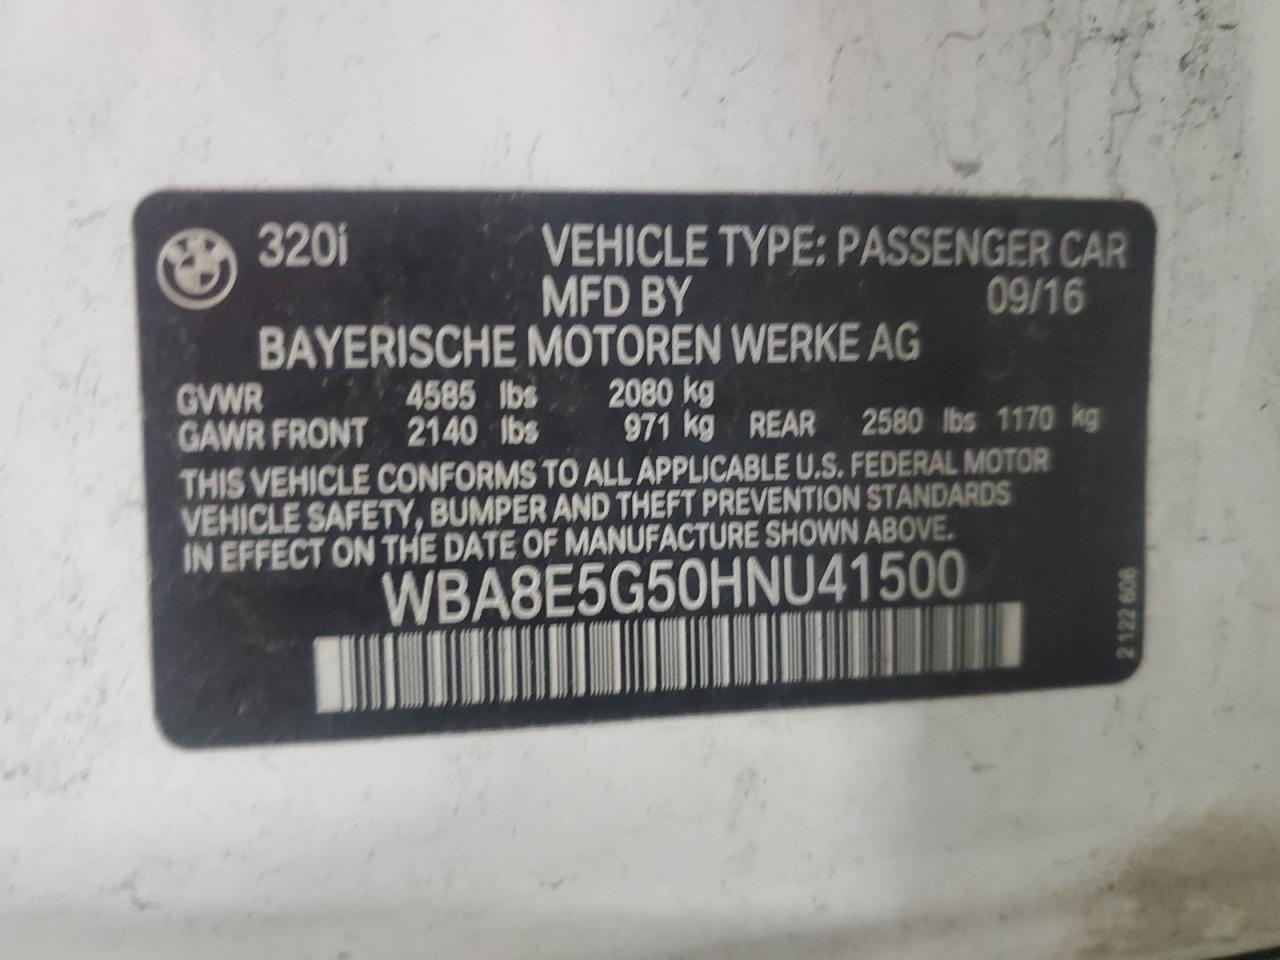 320i VEHICLE TYPE: PASSENGER CAR
MFD BY 09/16
BAYERISCHE MOTOREN WERKE AG
GVWR 4585 lbs 2080 kg
GAWR FRONT 2140 lbs 971 kg REAR 2580 lbs 1170 kg
THIS VEHICLE CONFORMS TO ALL APPLICABLE U.S. FEDERAL MOTOR
VEHICLE SAFETY, BUMPER AND THEFT PREVENTION STANDARDS
IN EFFECT ON THE DATE OF MANUFACTURE SHOWN ABOVE.
WBA8E5G50HNU41500
2 122 606